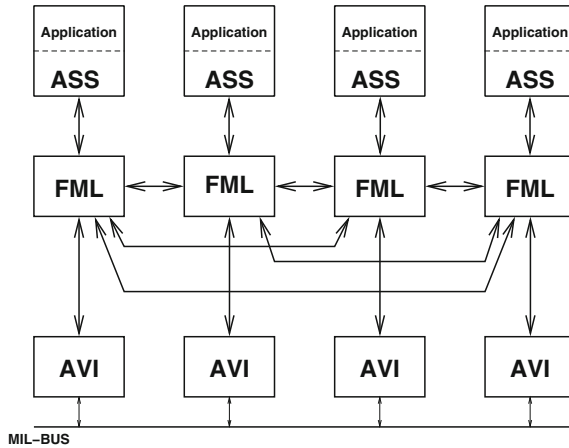 Application Application Application Application
ASS ASS ASS ASS
FML FML FML FML
AVI AVI AVI AVI
MIL-BUS